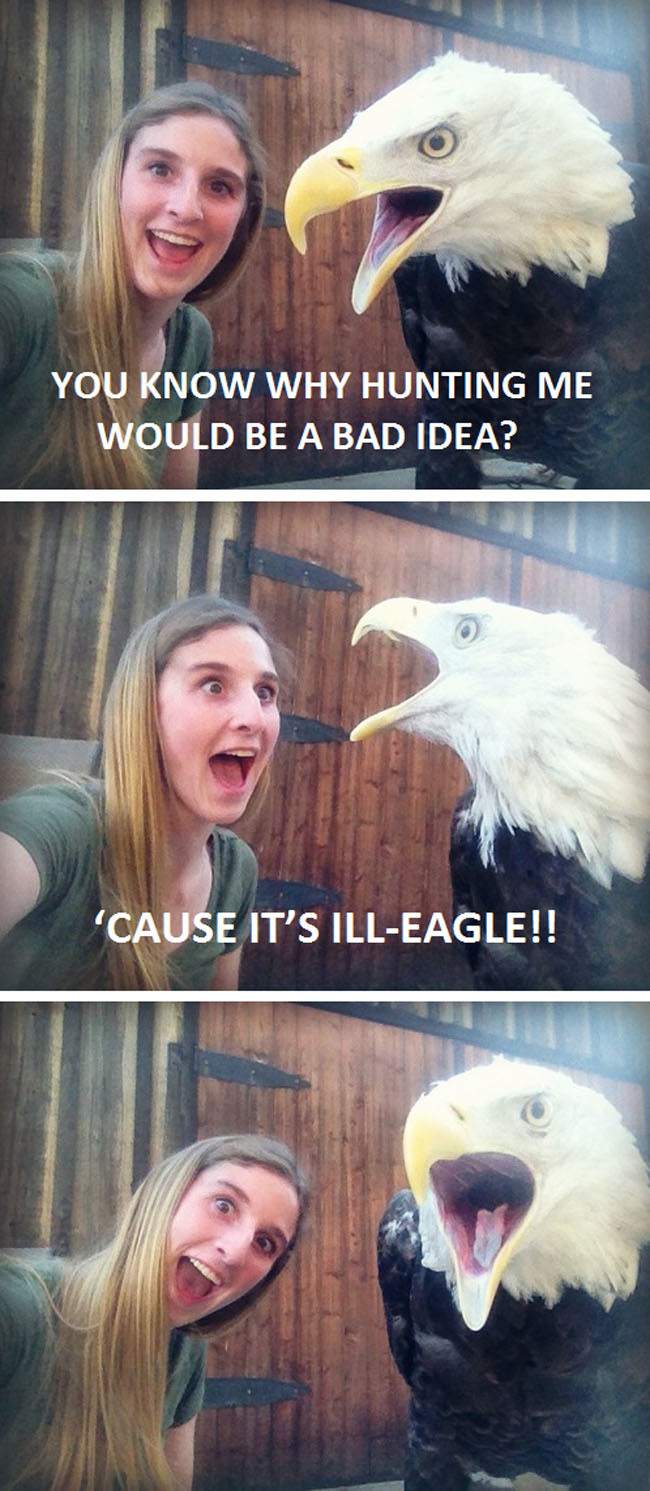 YOU KNOW WHY HUNTING ME
WOULD BE A BAD IDEA?
‘CAUSE IT’S ILL-EAGLE!!